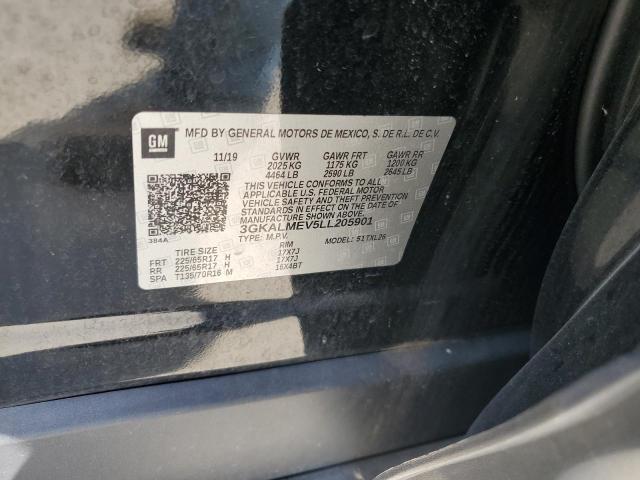 GM
MFD BY GENERAL MOTORS DE MEXICO, S. DE R.L. DE C.V.
11/19 GVWR GAWR FRT GAWR RR
2025 KG 1175 KG 1200 KG
4464 LB 2590 LB 2645 LB
THIS VEHICLE CONFORMS TO ALL
APPLICABLE U.S. FEDERAL MOTOR
VEHICLE SAFETY AND THEFT PREVENTION
STANDARDS IN EFFECT ON THE DATE OF
MANUFACTURE SHOWN ABOVE.
3GKALMEV5LL205901
384A TYPE: M.P.V. MODEL: 51TXL26
TIRE SIZE RIM
FRT 225/65R17 H 17X7J
RR 225/65R17 H 17X7J
SPA T135/70R16 M 16X4BT